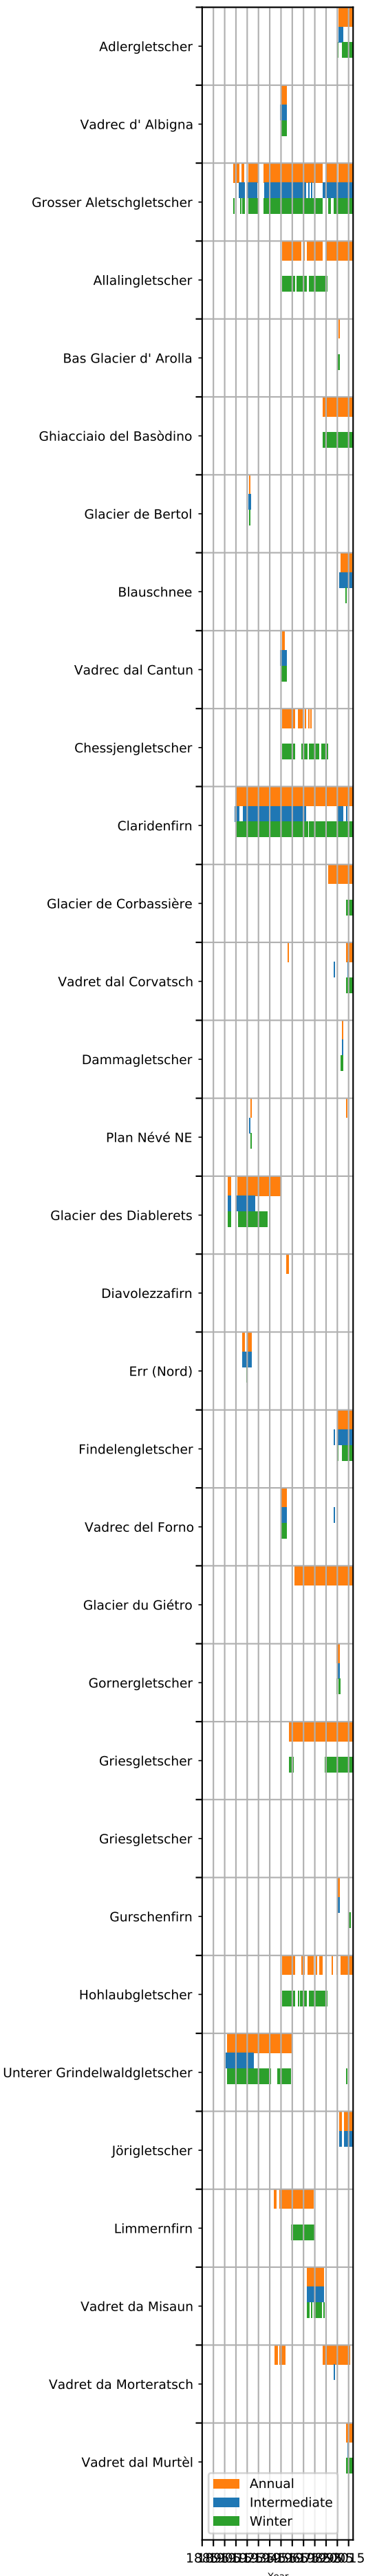 Adlergletscher
Vadrec d' Albigna
Grosser Aletschgletscher
Allalingletscher
Bas Glacier d' Arolla
Ghiacciaio del Basòdino
Glacier de Bertol
Blauschnee
Vadrec dal Cantun
Chessjengletscher
Claridenfirn
Glacier de Corbassière
Vadret dal Corvatsch
Dammagletscher
Plan Névé NE
Glacier des Diablerets
Diavolezzafirn
Err (Nord)
Findelengletscher
Vadrec del Forno
Glacier du Giétro
Gornergletscher
Griesgletscher
Griesgletscher
Gurschenfirn
Hohlaubgletscher
Unterer Grindelwaldgletscher
Jörigletscher
Limmernfirn
Vadret da Misaun
Vadret da Morteratsch
Vadret dal Murtèl
Annual
Intermediate
Winter
Year